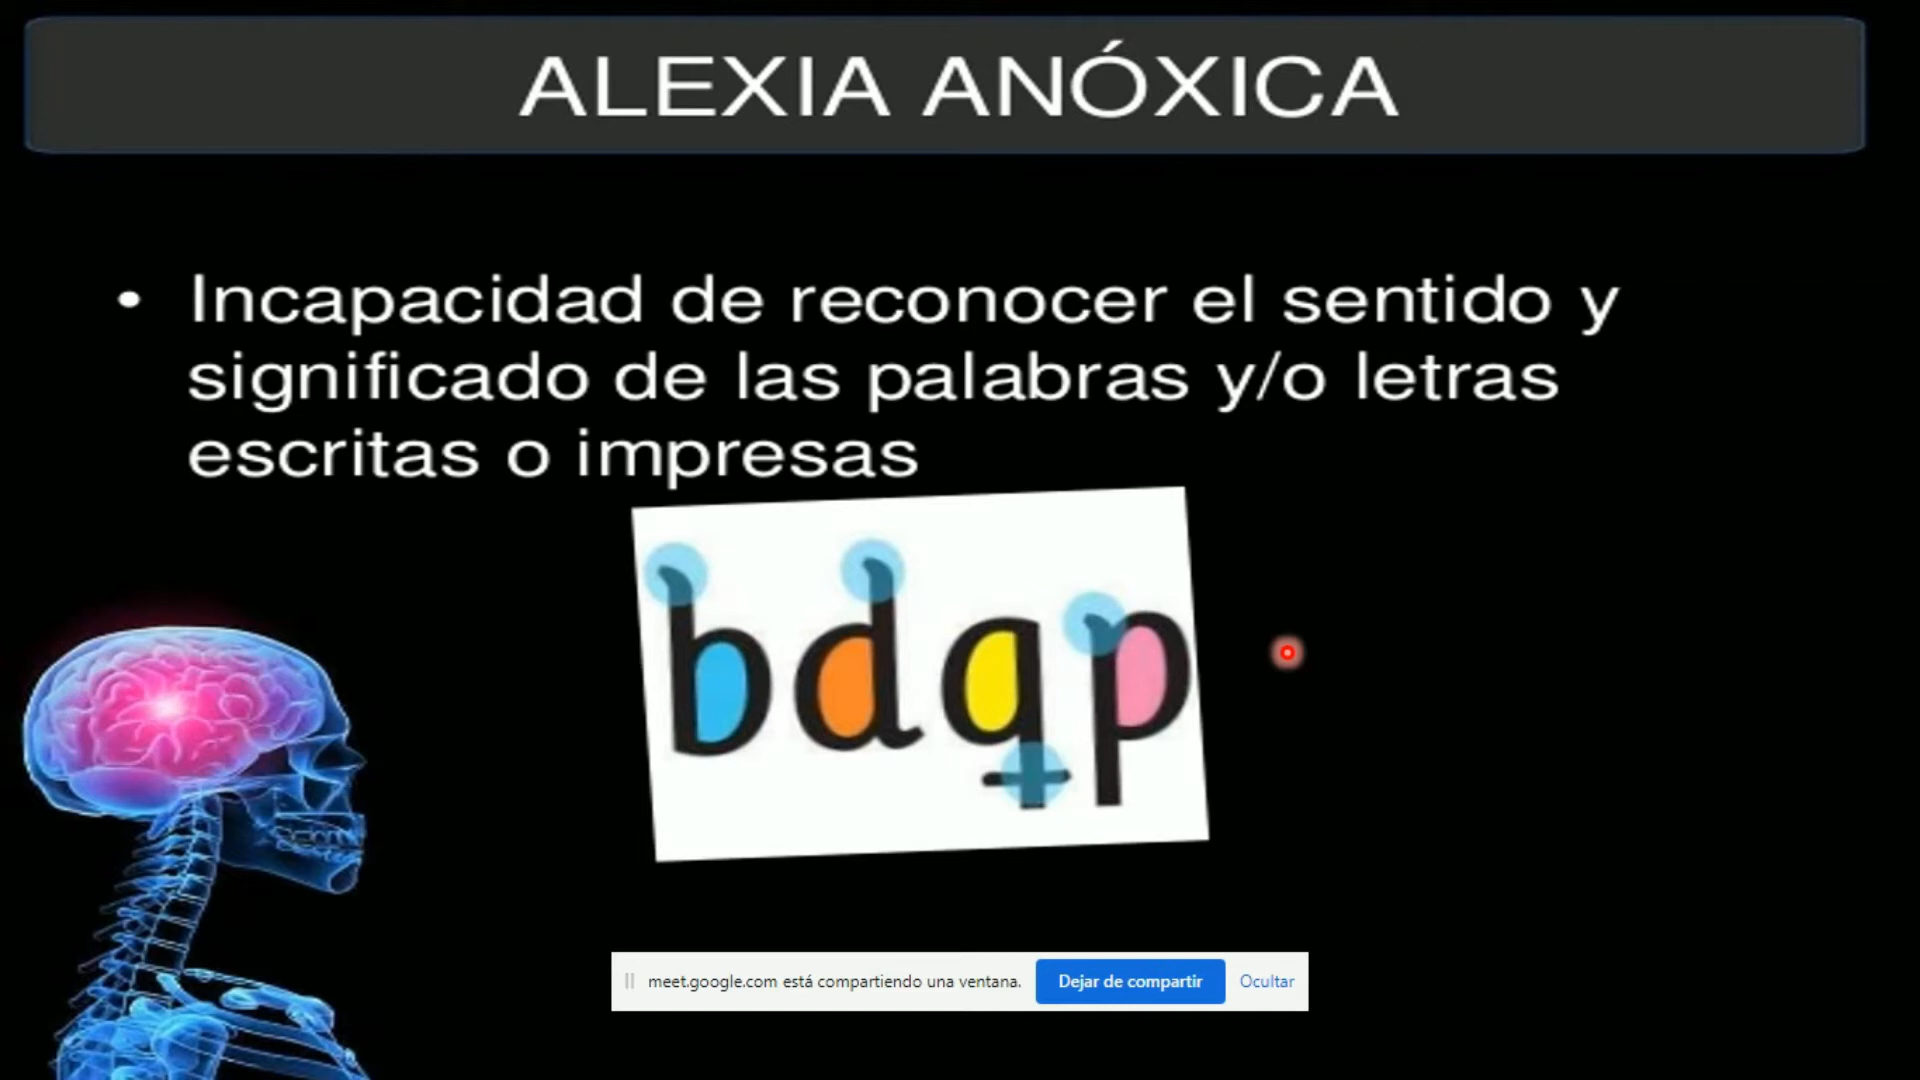 ALEXIA ANÓXICA
• Incapacidad de reconocer el sentido y
significado de las palabras y/o letras
escritas o impresas
bdqp
meet.google.com está compartiendo una ventana. Dejar de compartir Ocultar